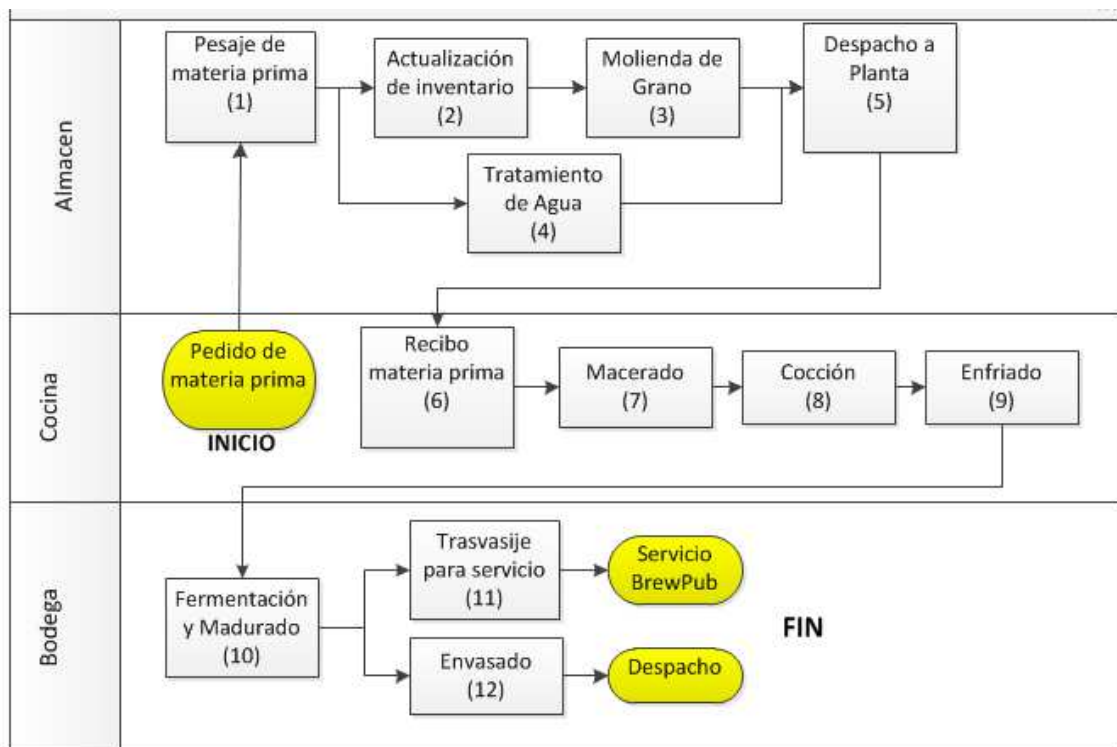 Almacen
Pesaje de
materia prima
(1)
Actualización
de inventario
(2)
Molienda de
Grano
(3)
Despacho a
Planta
(5)
Tratamiento
de Agua
(4)
Cocina
Pedido de
materia prima
INICIO
Recibo
materia prima
(6)
Macerado
(7)
Cocción
(8)
Enfriado
(9)
Bodega
Fermentación
y Madurado
(10)
Trasvasije
para servicio
(11)
Servicio
BrewPub
Envasado
(12)
Despacho
FIN